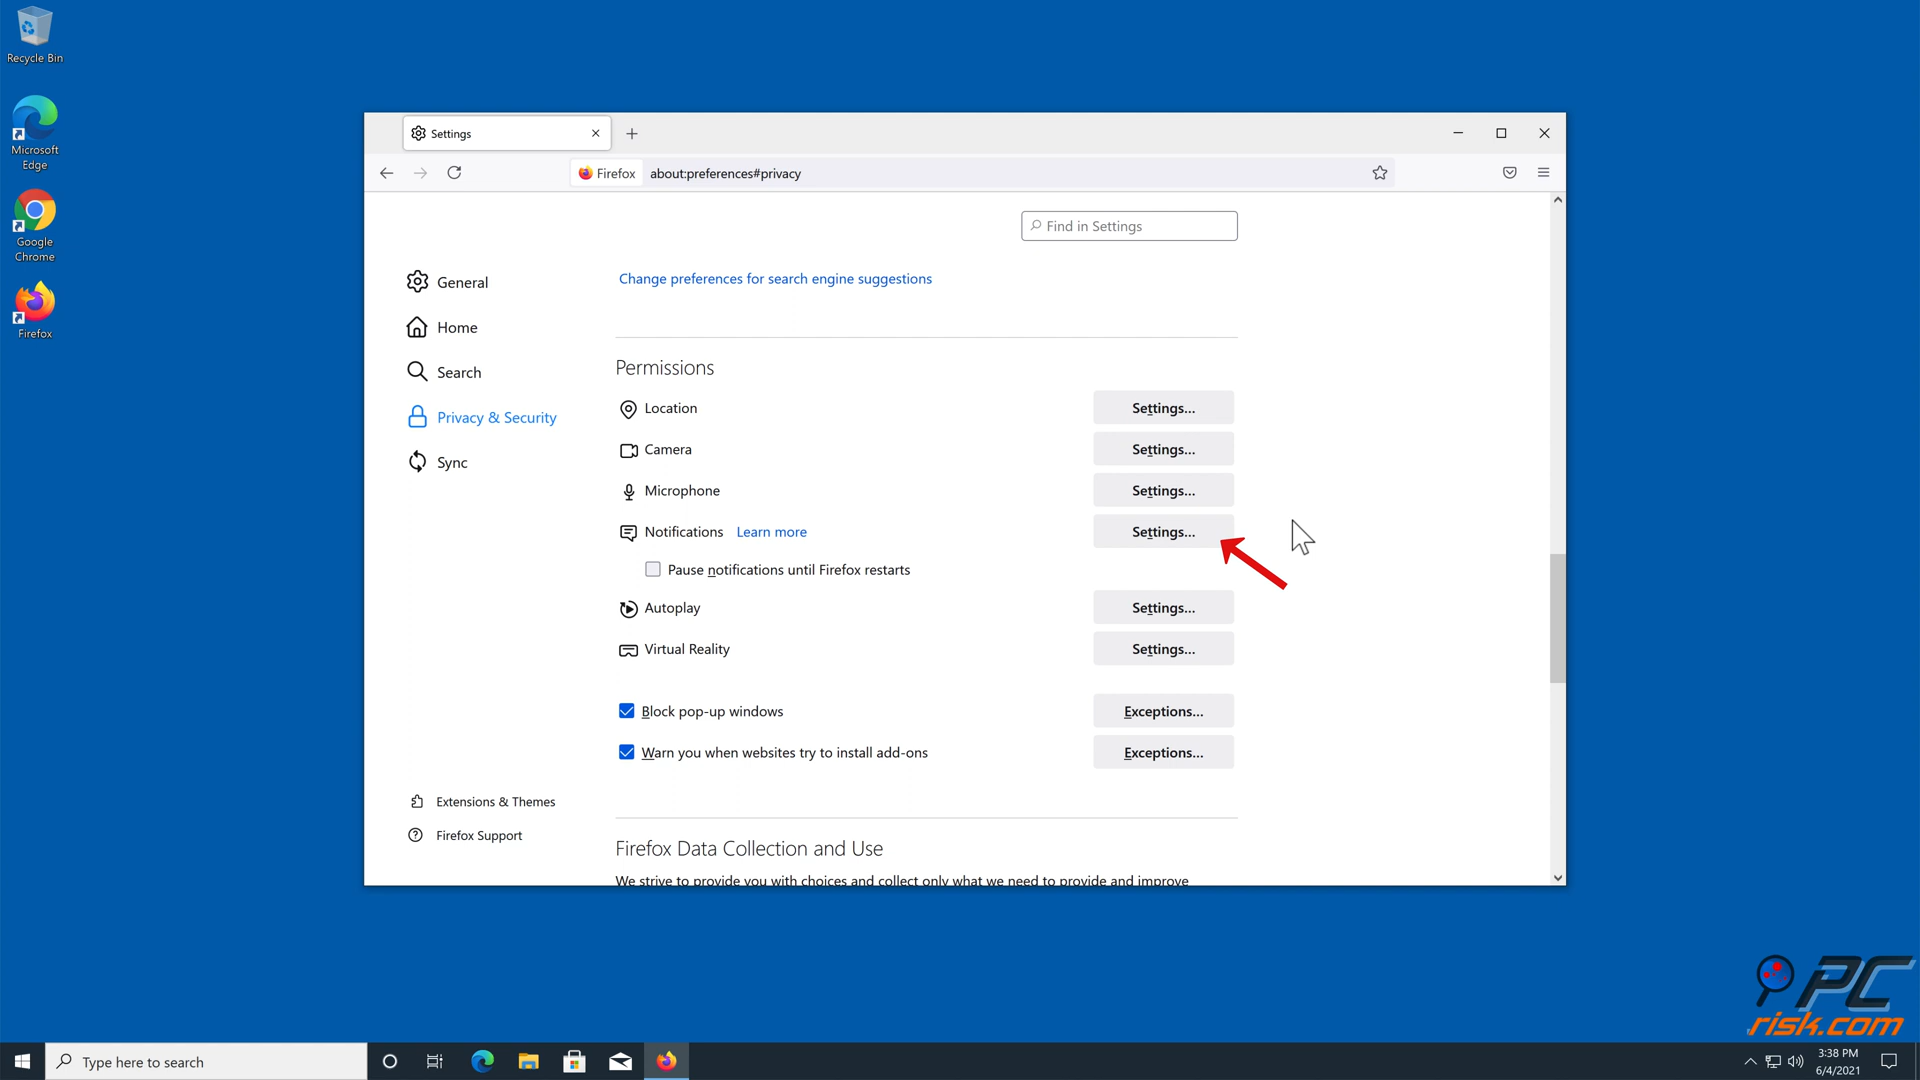 Recycle Bin
Microsoft
Edge
Google
Chrome
Firefox
Settings
Firefox
about:preferences#privacy
Find in Settings
General
Home
Search
Privacy & Security
Sync
Extensions & Themes
Firefox Support
Change preferences for search engine suggestions
Permissions
Location Settings...
Camera Settings...
Microphone Settings...
Notifications Learn more Settings...
Pause notifications until Firefox restarts
Autoplay Settings...
Virtual Reality Settings...
Block pop-up windows Exceptions...
Warn you when websites try to install add-ons Exceptions...
Firefox Data Collection and Use
We strive to provide you with choices and collect only what we need to provide and improve
PC
risk.com
Type here to search
3:38 PM
6/4/2021